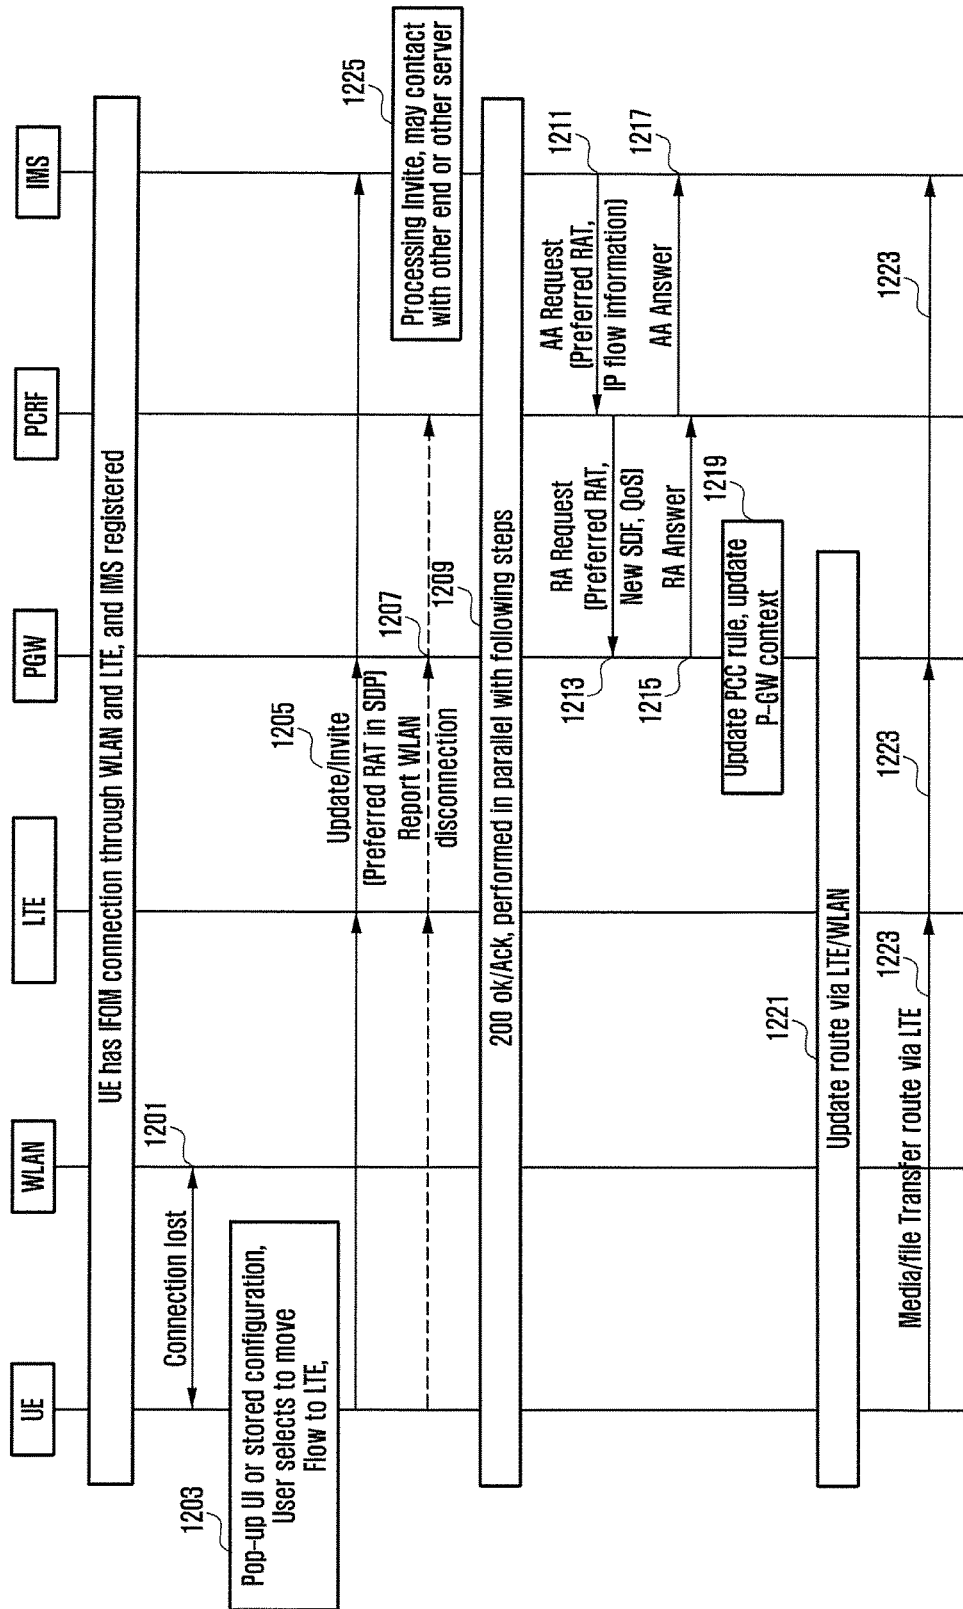 UE
WLAN
LTE
PGW
PCRF
IMS
UE has IFOM connection through WLAN and LTE, and IMS registered
Connection lost
1201
1203
Pop-up UI or stored configuration,
User selects to move
Flow to LTE,
1205
Update/Invite
(Preferred RAT in SDP)
1225
Processing Invite, may contact
with other end or other server
Report WLAN
disconnection
1207
1209
200 ok/Ack, performed in parallel with following steps
AA Request
(Preferred RAT,
IP flow information)
1211
RA Request
(Preferred RAT,
New SDF, QoS)
1213
AA Answer
1217
RA Answer
1215
1219
Update PCC rule, update
P-GW context
1221
Update route via LTE/WLAN
Media/file Transfer route via LTE
1223
1223
1223